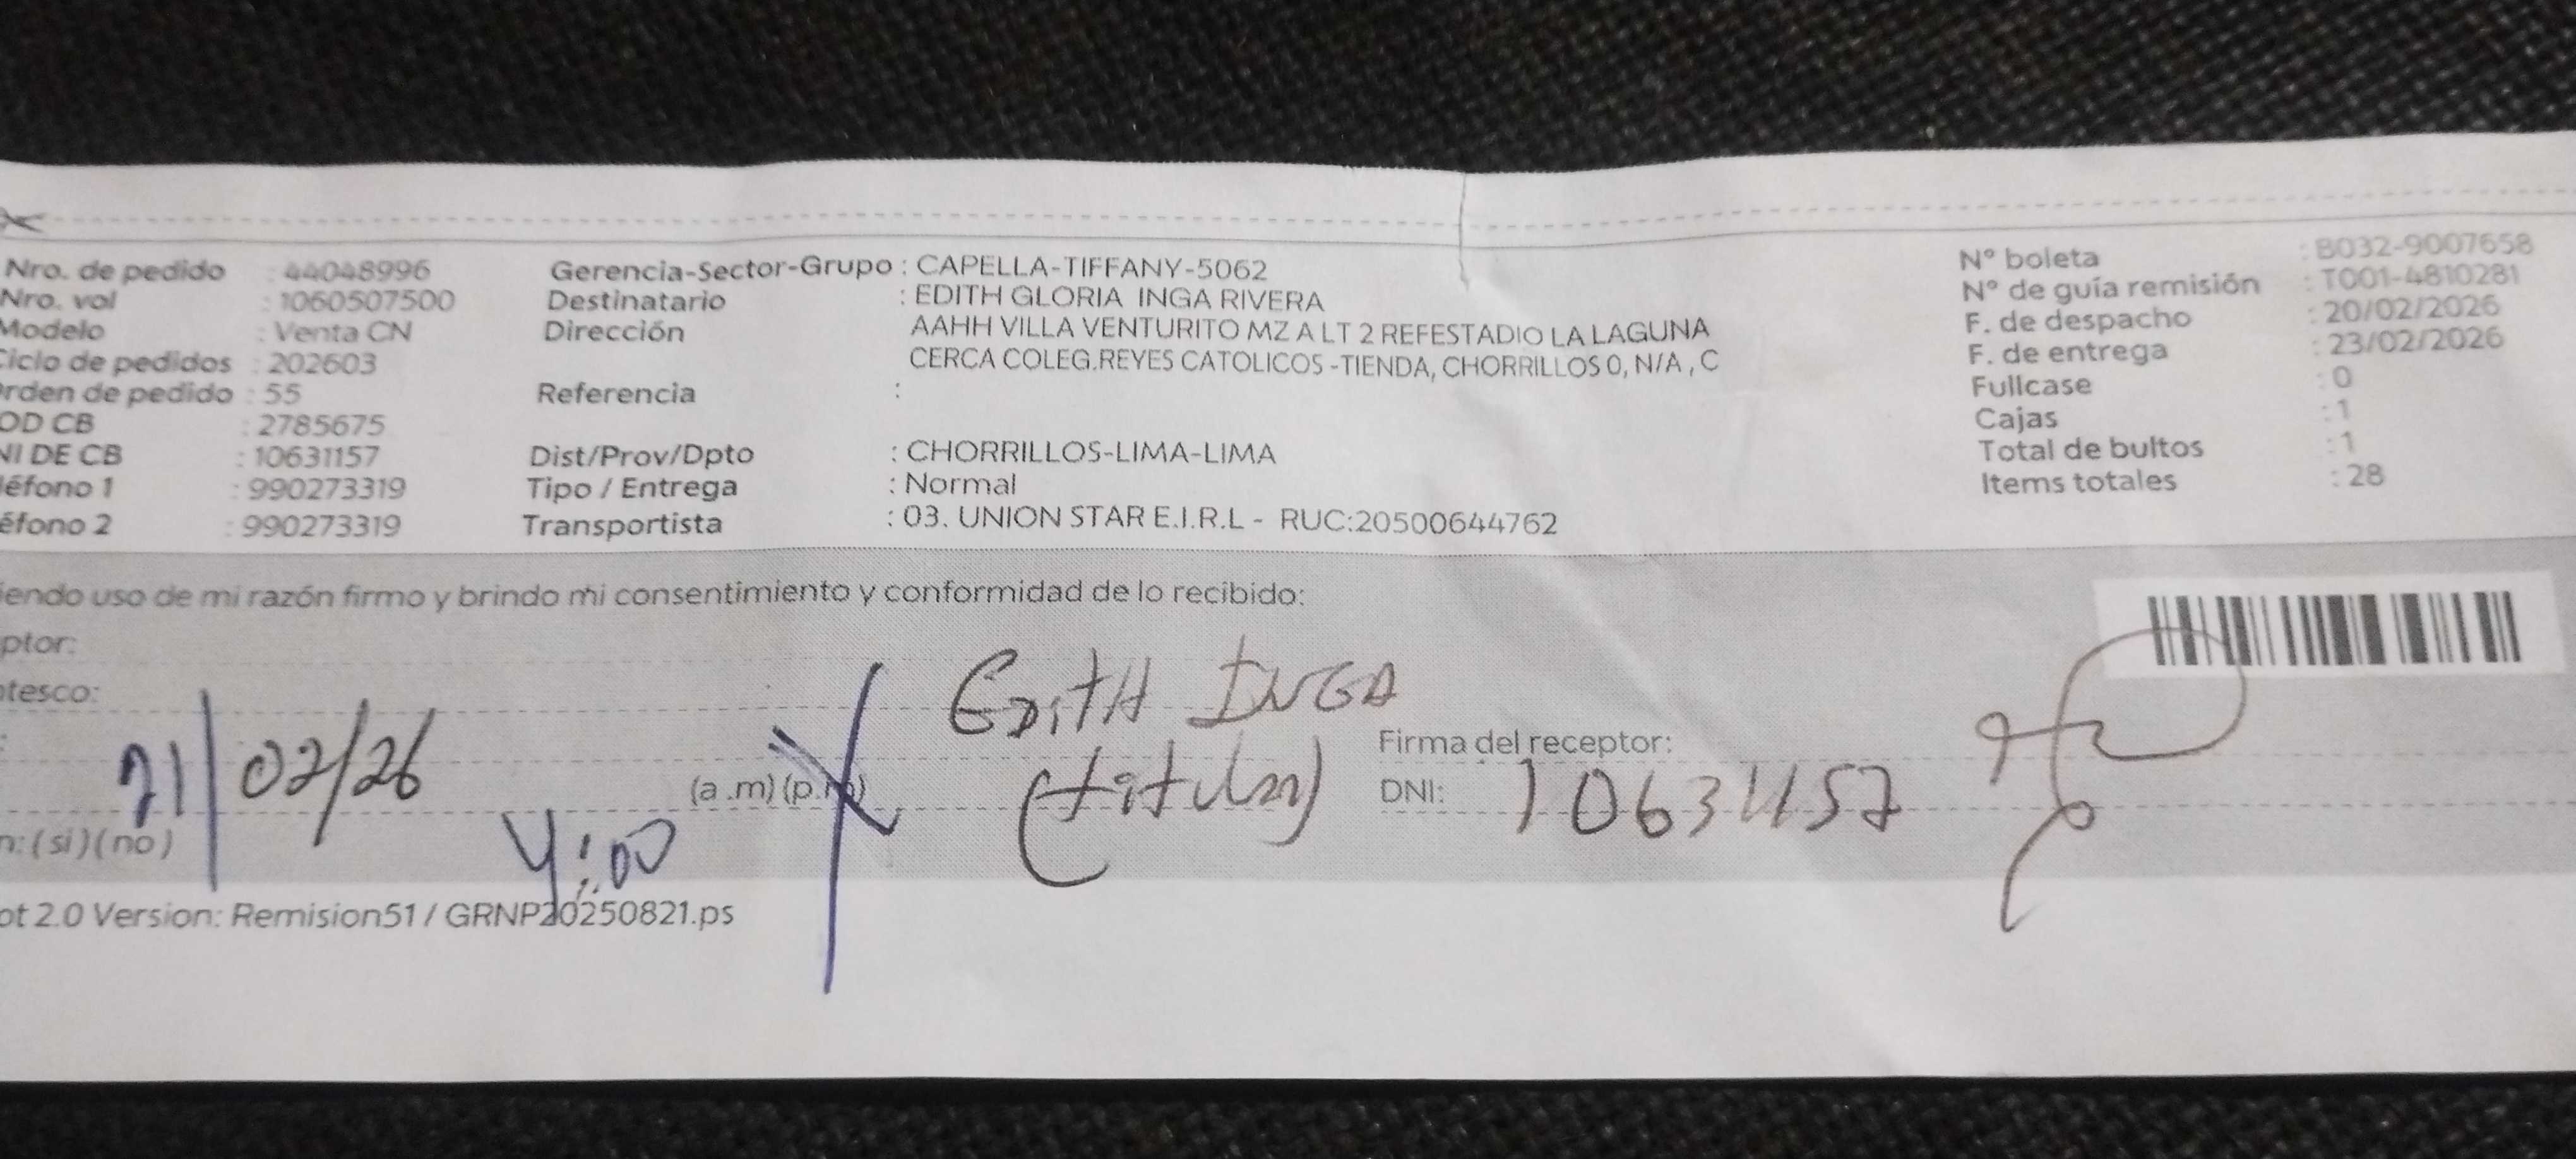 Nro. de pedido : 44048996 Gerencia-Sector-Grupo : CAPELLA-TIFFANY-5062 N° boleta : B032-9007658
Nro. vol : 1060507500 Destinatario : EDITH GLORIA INGA RIVERA N° de guía remisión : T001-4810281
Modelo : Venta CN Dirección AAHH VILLA VENTURITO MZ A LT 2 REFESTADIO LA LAGUNA F. de despacho : 20/02/2026
Ciclo de pedidos : 202603 CERCA COLEG.REYES CATOLICOS -TIENDA, CHORRILLOS 0, N/A , C F. de entrega : 23/02/2026
rden de pedido : 55 Referencia : Fullcase : 0
OD CB : 2785675 Cajas : 1
NI DE CB : 10631157 Dist/Prov/Dpto : CHORRILLOS-LIMA-LIMA Total de bultos : 1
léfono 1 : 990273319 Tipo / Entrega : Normal Items totales : 28
éfono 2 : 990273319 Transportista : 03. UNION STAR E.I.R.L - RUC:20500644762
iendo uso de mi razón firmo y brindo mi consentimiento y conformidad de lo recibido:
ptor:
ntesco: EDITH INGA
21/02/26 (a.m) (p.m) (titular) Firma del receptor:
DNI: 10631157
n: (si) (no) 4:00
ot 2.0 Version: Remision51 / GRNP20250821.ps